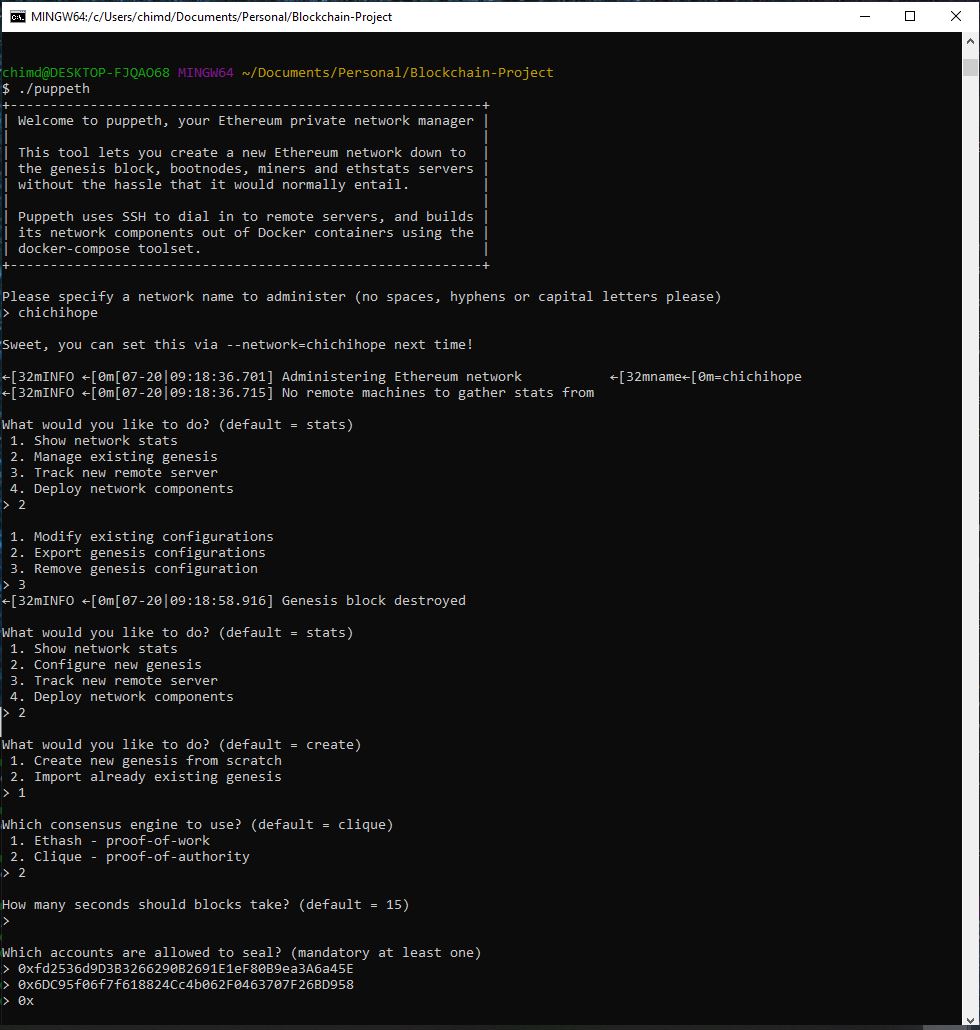 MINGW64:/c/Users/chimd/Documents/Personal/Blockchain-Project
chimd@DESKTOP-FJQAO68 MINGW64 ~/Documents/Personal/Blockchain-Project
$ ./puppeth
+-----------------------------------------------------------+
| Welcome to puppeth, your Ethereum private network manager |
|                                                           |
| This tool lets you create a new Ethereum network down to  |
| the genesis block, bootnodes, miners and ethstats servers |
| without the hassle that it would normally entail.         |
|                                                           |
| Puppeth uses SSH to dial in to remote servers, and builds |
| its network components out of Docker containers using the |
| docker-compose toolset.                                   |
+-----------------------------------------------------------+
Please specify a network name to administer (no spaces, hyphens or capital letters please)
> chichihope
Sweet, you can set this via --network=chichihope next time!
←[32mINFO ←[0m[07-20|09:18:36.701] Administering Ethereum network           ←[32mname←[0m=chichihope
←[32mINFO ←[0m[07-20|09:18:36.715] No remote machines to gather stats from
What would you like to do? (default = stats)
1. Show network stats
2. Manage existing genesis
3. Track new remote server
4. Deploy network components
> 2
1. Modify existing configurations
2. Export genesis configurations
3. Remove genesis configuration
> 3
←[32mINFO ←[0m[07-20|09:18:58.916] Genesis block destroyed
What would you like to do? (default = stats)
1. Show network stats
2. Configure new genesis
3. Track new remote server
4. Deploy network components
> 2
What would you like to do? (default = create)
1. Create new genesis from scratch
2. Import already existing genesis
> 1
Which consensus engine to use? (default = clique)
1. Ethash - proof-of-work
2. Clique - proof-of-authority
> 2
How many seconds should blocks take? (default = 15)
>
Which accounts are allowed to seal? (mandatory at least one)
> 0xfd2536d9D3B3266290B2691E1eF80B9ea3A6a45E
> 0x6DC95f06f7f618824Cc4b062F0463707F26BD958
> 0x